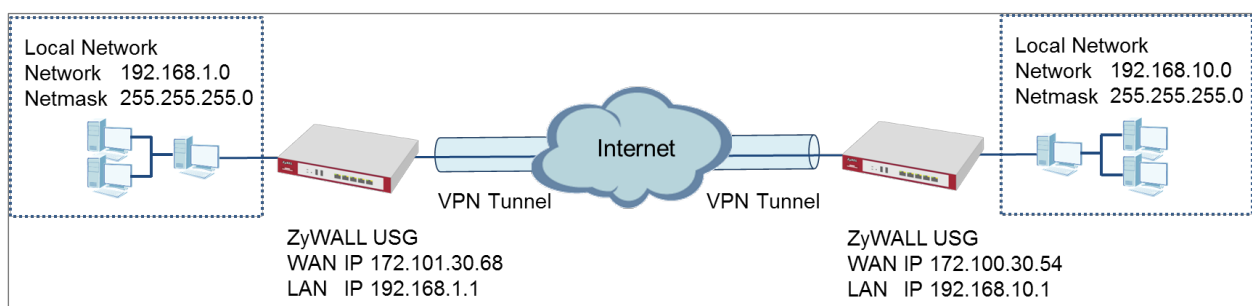 Local Network
Network 192.168.1.0
Netmask 255.255.255.0
Local Network
Network 192.168.10.0
Netmask 255.255.255.0
Internet
VPN Tunnel
VPN Tunnel
ZyWALL USG
WAN IP 172.101.30.68
LAN IP 192.168.1.1
ZyWALL USG
WAN IP 172.100.30.54
LAN IP 192.168.10.1